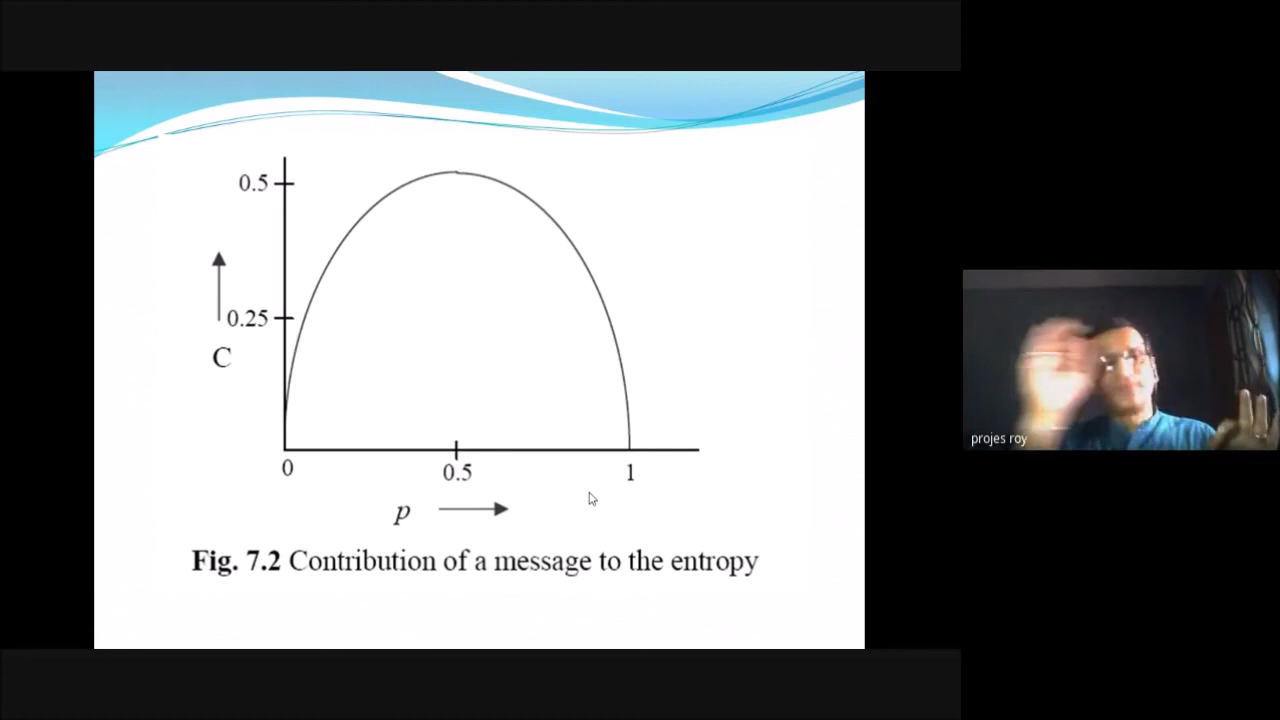 0.5
0.25
C
0
0.5
1
p
Fig. 7.2 Contribution of a message to the entropy
projes roy